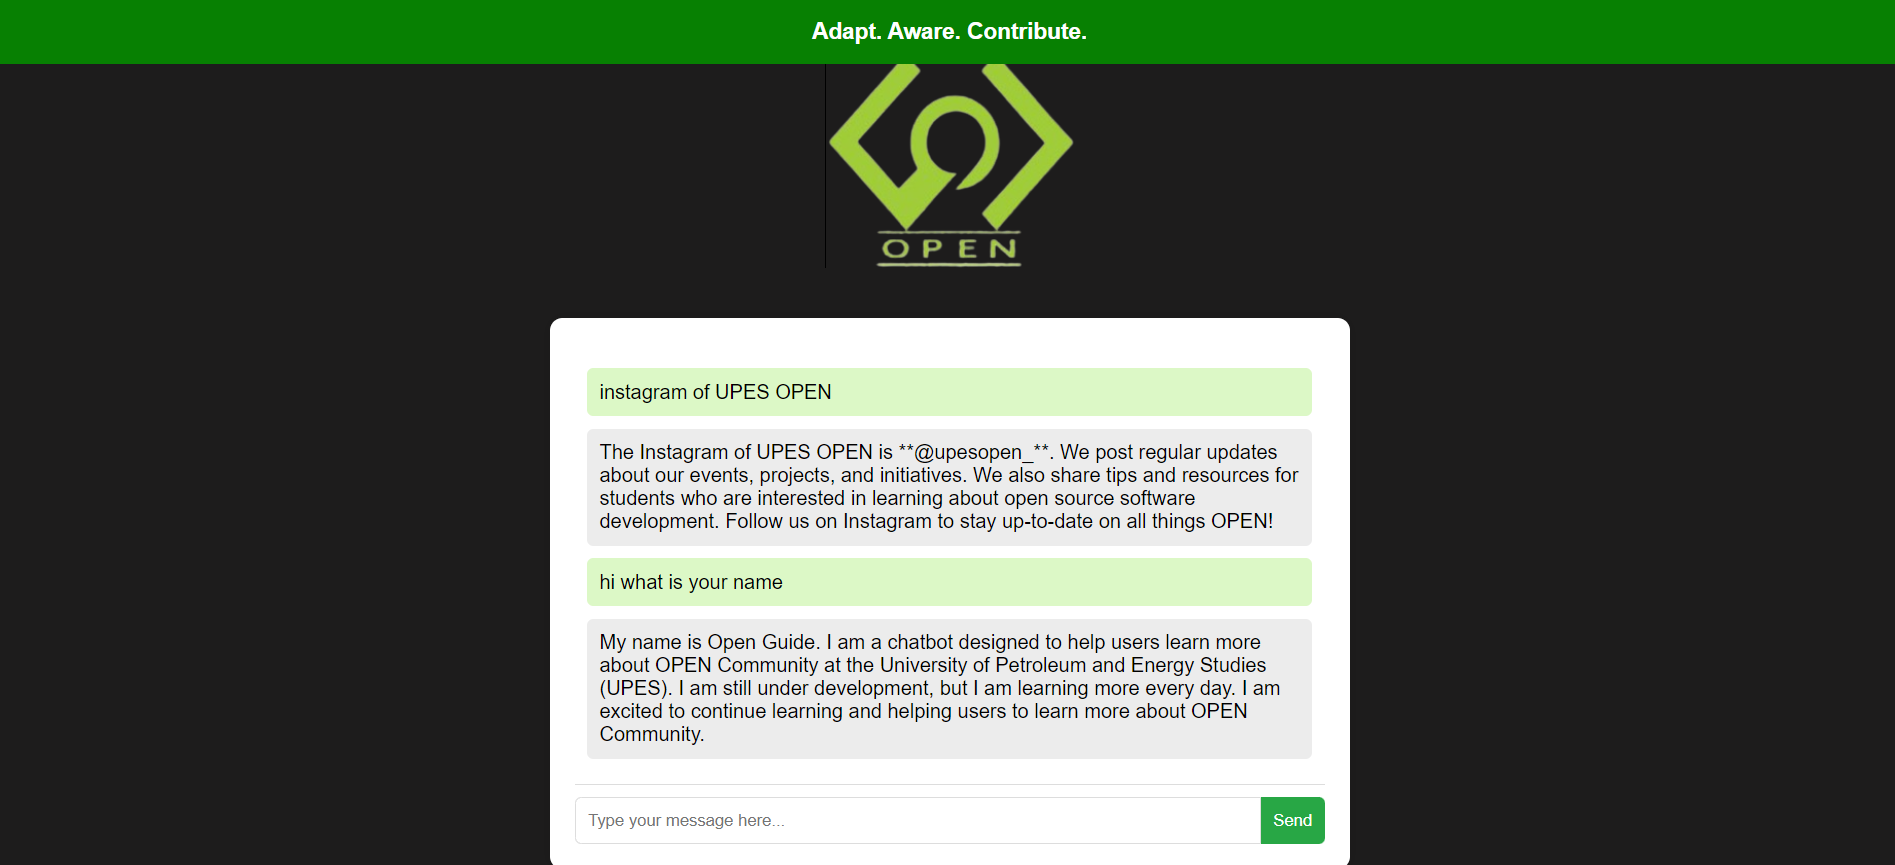 Adapt. Aware. Contribute.
OPEN
instagram of UPES OPEN
The Instagram of UPES OPEN is **@upesopen_**. We post regular updates
about our events, projects, and initiatives. We also share tips and resources for
students who are interested in learning about open source software
development. Follow us on Instagram to stay up-to-date on all things OPEN!
hi what is your name
My name is Open Guide. I am a chatbot designed to help users learn more
about OPEN Community at the University of Petroleum and Energy Studies
(UPES). I am still under development, but I am learning more every day. I am
excited to continue learning and helping users to learn more about OPEN
Community.
Type your message here...
Send